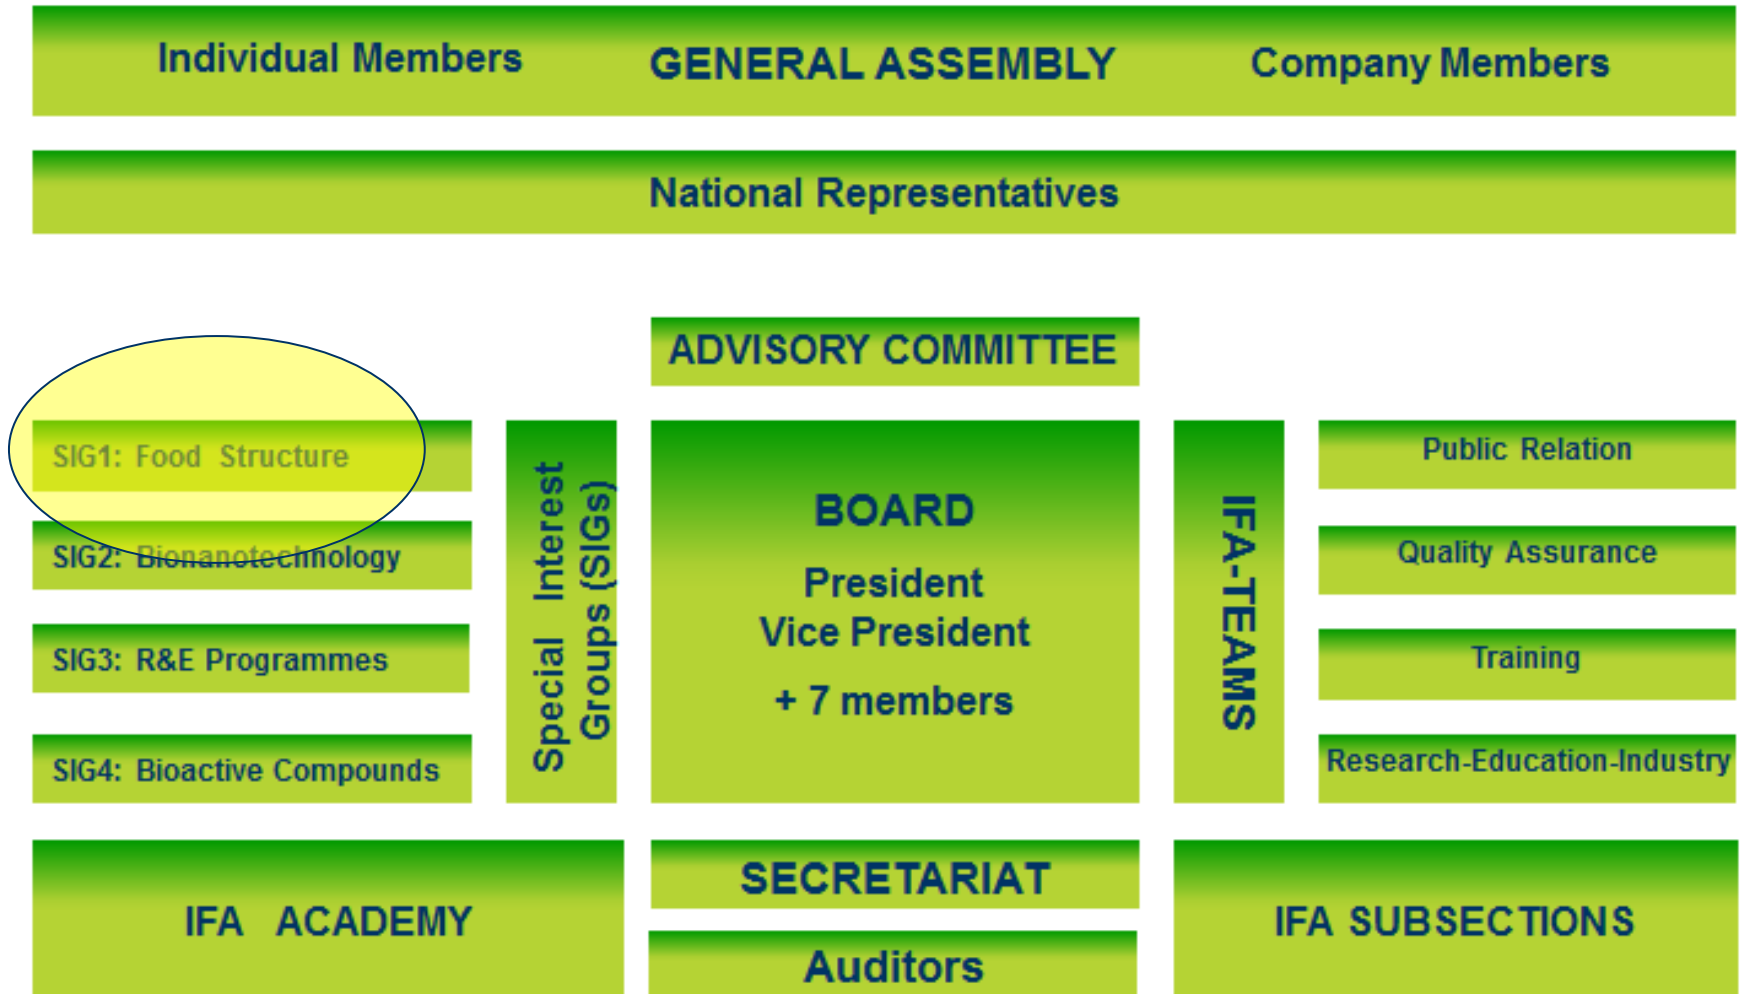 Individual Members
GENERAL ASSEMBLY
Company Members
National Representatives
ADVISORY COMMITTEE
SIG1: Food Structure
SIG2: Bionanotechnology
SIG3: R&E Programmes
SIG4: Bioactive Compounds
Special Interest
Groups (SIGs)
BOARD
President
Vice President
+ 7 members
IFA-TEAMS
Public Relation
Quality Assurance
Training
Research-Education-Industry
IFA ACADEMY
SECRETARIAT
Auditors
IFA SUBSECTIONS